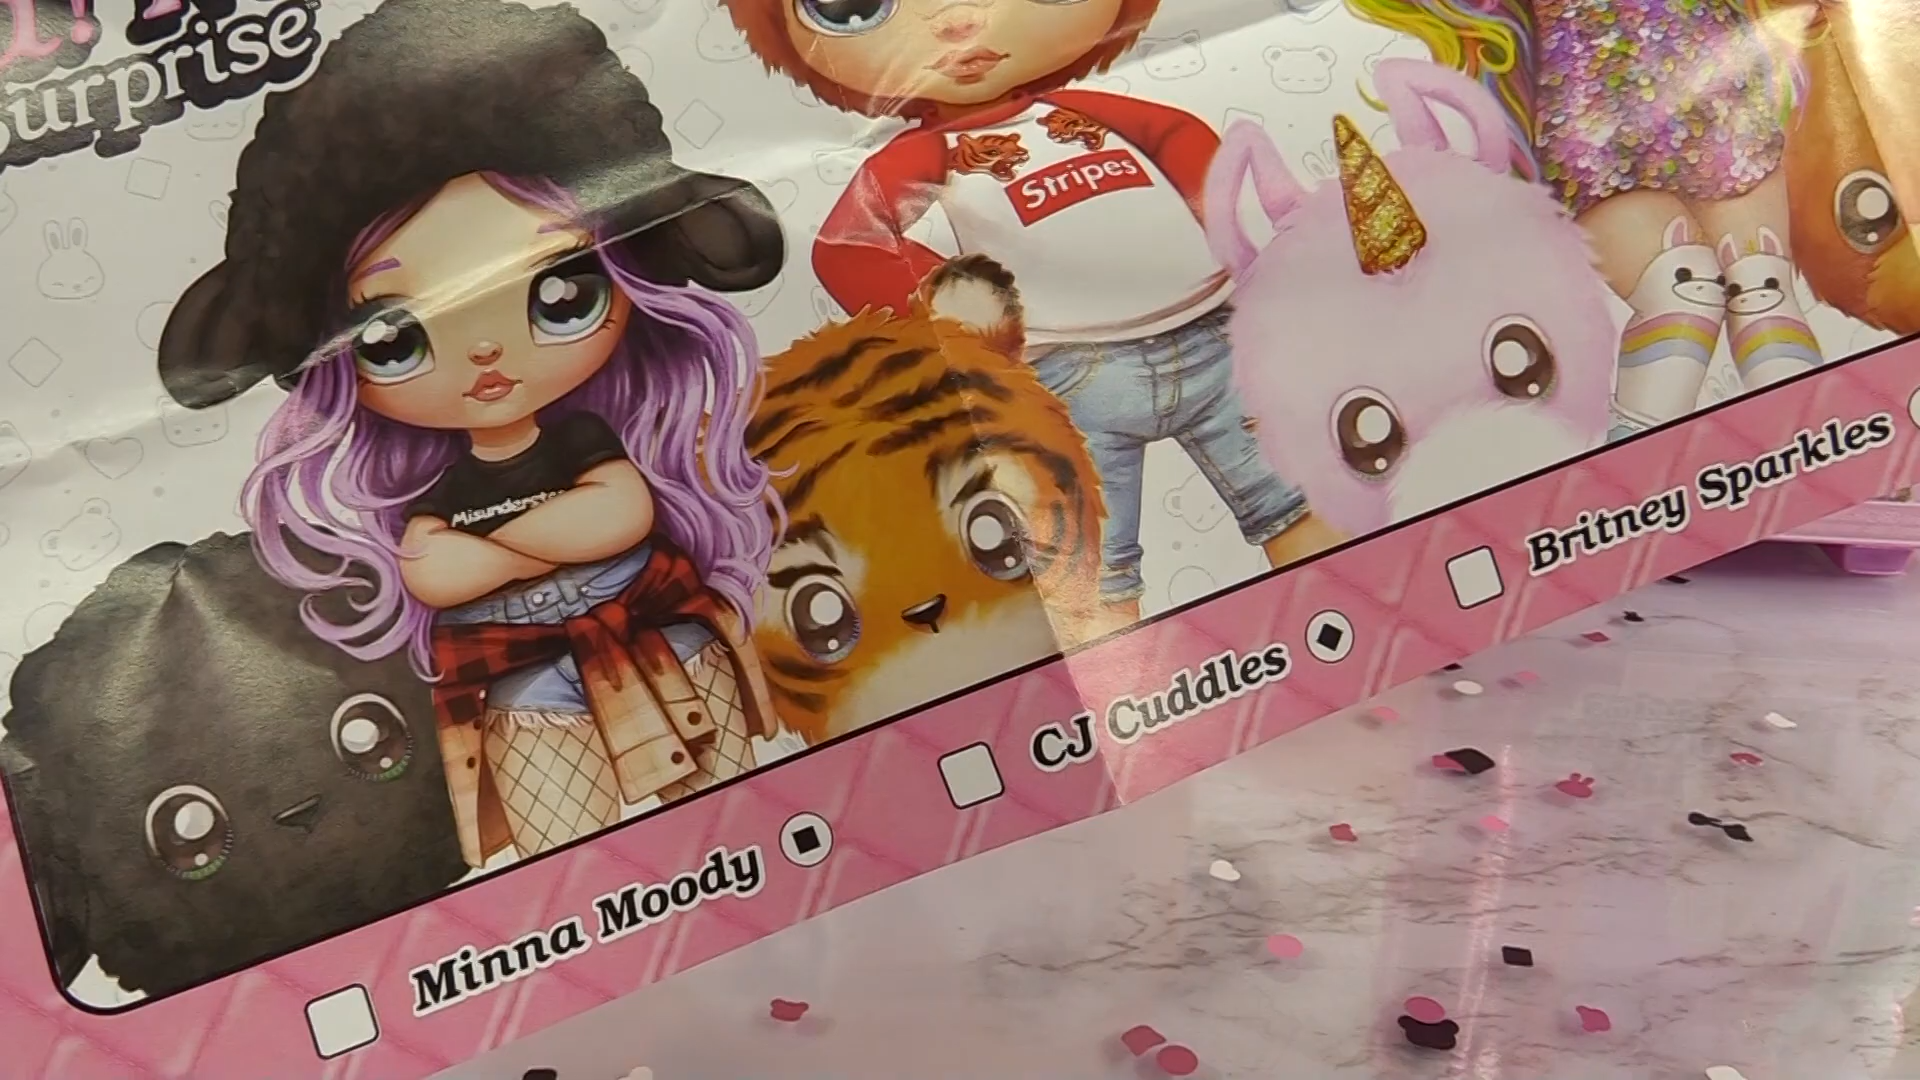 Surprise
Stripes
Minna Moody
CJ Cuddles
Britney Sparkles